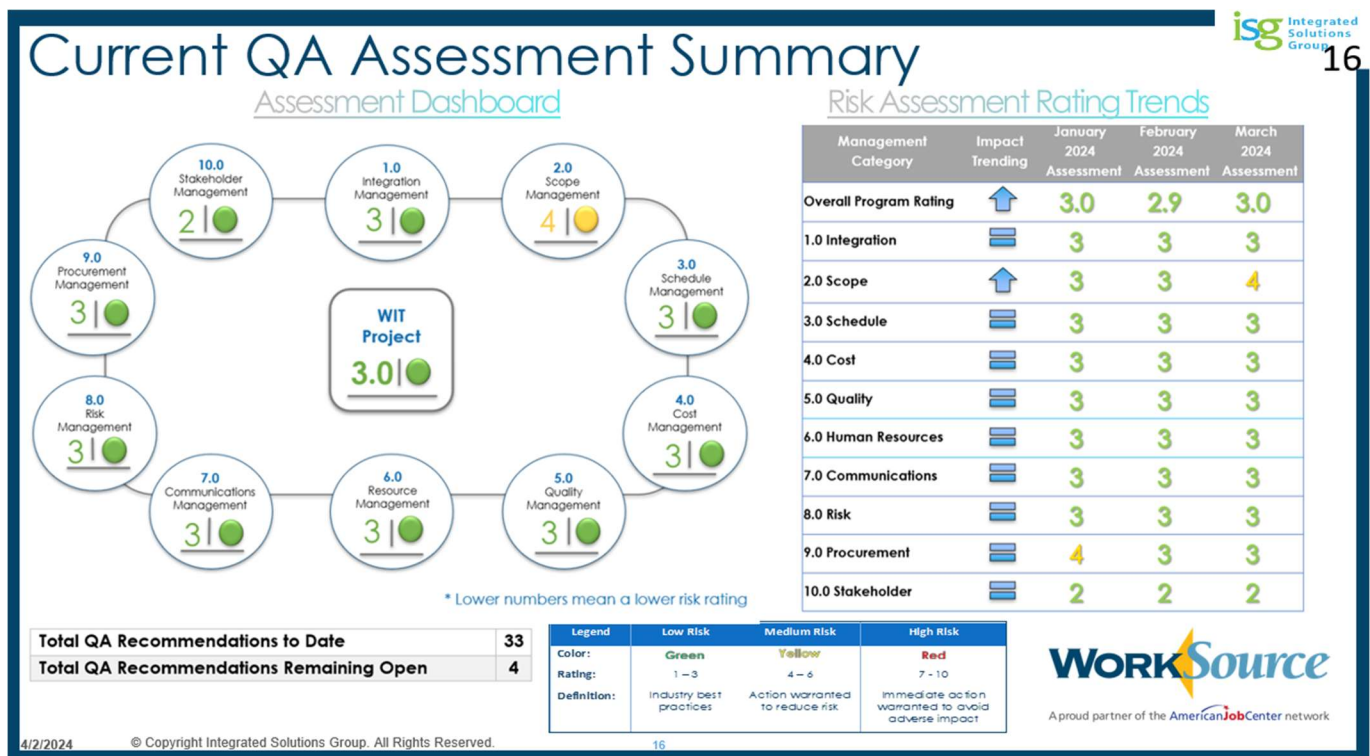 isg Integrated
Solutions
Group
16
Current QA Assessment Summary
Assessment Dashboard
10.0
Stakeholder
Management
2
1.0
Integration
Management
3
2.0
Scope
Management
4
9.0
Procurement
Management
3
3.0
Schedule
Management
3
WIT
Project
3.0
8.0
Risk
Management
3
4.0
Cost
Management
3
7.0
Communications
Management
3
6.0
Resource
Management
3
5.0
Quality
Management
3
* Lower numbers mean a lower risk rating
Risk Assessment Rating Trends
Management Category Impact Trending January 2024 Assessment February 2024 Assessment March 2024 Assessment
Overall Program Rating 3.0 2.9 3.0
1.0 Integration 3 3 3
2.0 Scope 3 3 4
3.0 Schedule 3 3 3
4.0 Cost 3 3 3
5.0 Quality 3 3 3
6.0 Human Resources 3 3 3
7.0 Communications 3 3 3
8.0 Risk 3 3 3
9.0 Procurement 4 3 3
10.0 Stakeholder 2 2 2
Total QA Recommendations to Date 33
Total QA Recommendations Remaining Open 4
Legend Low Risk Medium Risk High Risk
Color: Green Yellow Red
Rating: 1 – 3 4 – 6 7 - 10
Definition: Industry best practices Action warranted to reduce risk Immediate action warranted to avoid adverse impact
WorkSource
A proud partner of the AmericanJobCenter network
4/2/2024
© Copyright Integrated Solutions Group. All Rights Reserved.
16